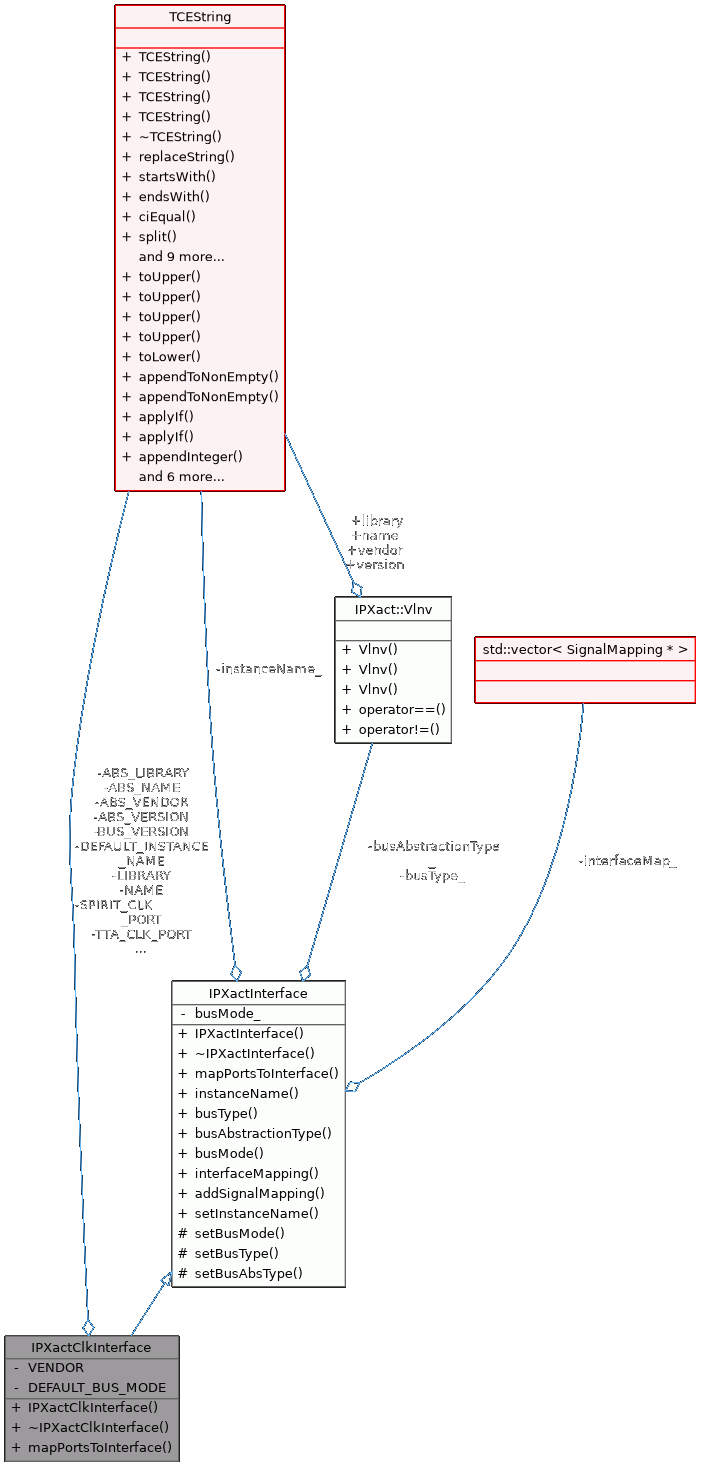 TCEString
+ TCEString()
+ TCEString()
+ TCEString()
+ TCEString()
+ ~TCEString()
+ replaceString()
+ startsWith()
+ endsWith()
+ ciEqual()
+ split()
and 9 more...
+ toUpper()
+ toUpper()
+ toUpper()
+ toUpper()
+ toLower()
+ appendToNonEmpty()
+ appendToNonEmpty()
+ applyIf()
+ applyIf()
+ appendInteger()
and 6 more...
+library
+name
+vendor
+version
IPXact::Vlnv
+ Vlnv()
+ Vlnv()
+ Vlnv()
+ operator==()
+ operator!=()
std::vector< SignalMapping * >
-instanceName_
-ABS_LIBRARY
-ABS_NAME
-ABS_VENDOR
-ABS_VERSION
-BUS_VERSION
-DEFAULT_INSTANCE
_NAME
-LIBRARY
-NAME
-SPIRIT_CLK
_PORT
-TTA_CLK_PORT
...
-busAbstractionType
_
-busType_
-interfaceMap_
IPXactInterface
- busMode_
+ IPXactInterface()
+ ~IPXactInterface()
+ mapPortsToInterface()
+ instanceName()
+ busType()
+ busAbstractionType()
+ busMode()
+ interfaceMapping()
+ addSignalMapping()
+ setInstanceName()
# setBusMode()
# setBusType()
# setBusAbsType()
IPXactClkInterface
- VENDOR
- DEFAULT_BUS_MODE
+ IPXactClkInterface()
+ ~IPXactClkInterface()
+ mapPortsToInterface()